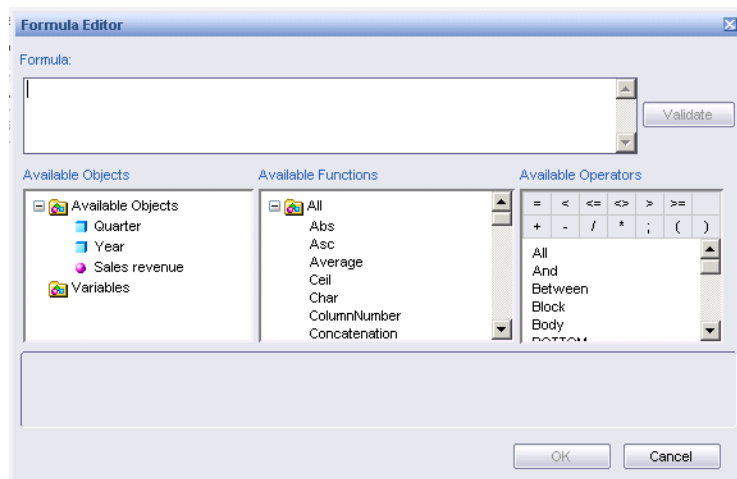 Formula Editor
Formula:
Validate
Available Objects
Available Objects
Quarter
Year
Sales revenue
Variables
Available Functions
All
Abs
Asc
Average
Ceil
Char
ColumnNumber
Concatenation
Available Operators
= < <= <> > >=
+ - / * ; ( )
All
And
Between
Block
Body
BOTTOM
OK Cancel